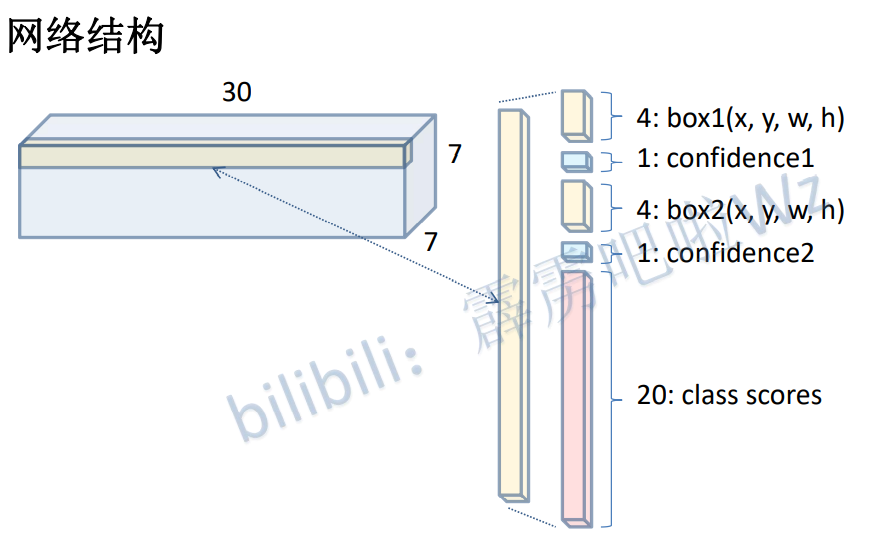 网络结构
30
7
7
4: box1(x, y, w, h)
1: confidence1
4: box2(x, y, w, h)
1: confidence2
20: class scores
bilibili：霹雳吧啦Wz